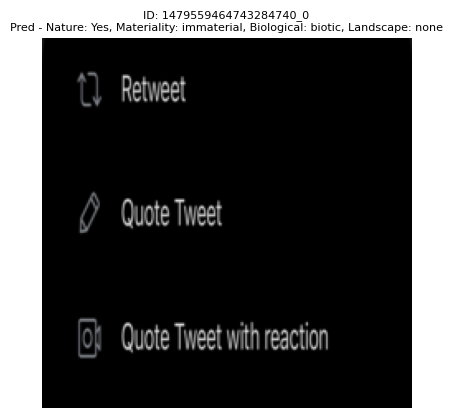 ID: 1479559464743284740_0
Pred - Nature: Yes, Materiality: immaterial, Biological: biotic, Landscape: none
Retweet
Quote Tweet
Quote Tweet with reaction